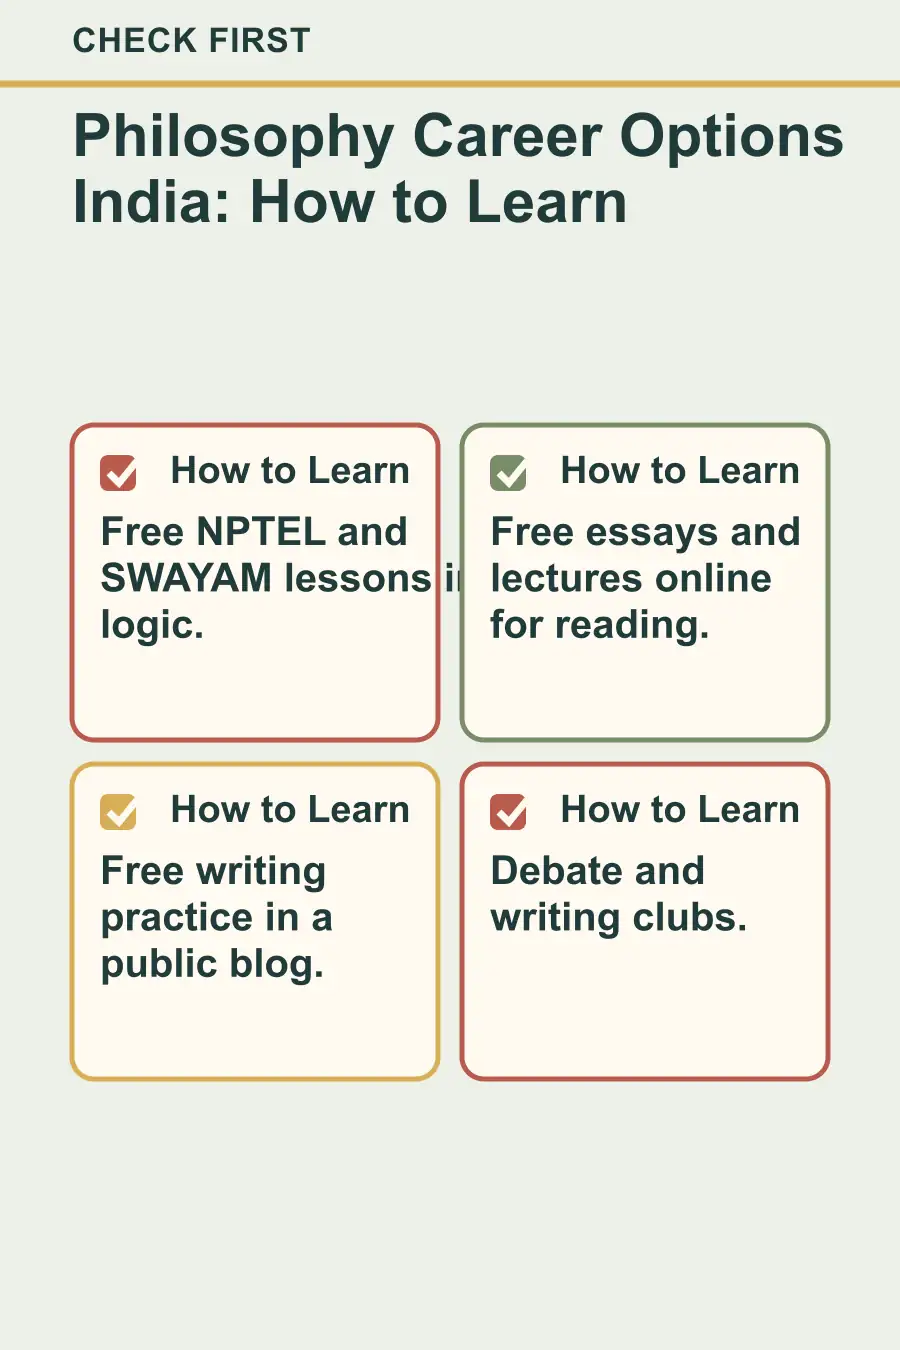 CHECK FIRST
Philosophy Career Options
India: How to Learn
How to Learn
Free NPTEL and
SWAYAM lessons
logic.
How to Learn
Free essays and
lectures online
for reading.
How to Learn
Free writing
practice in a
public blog.
How to Learn
Debate and
writing clubs.